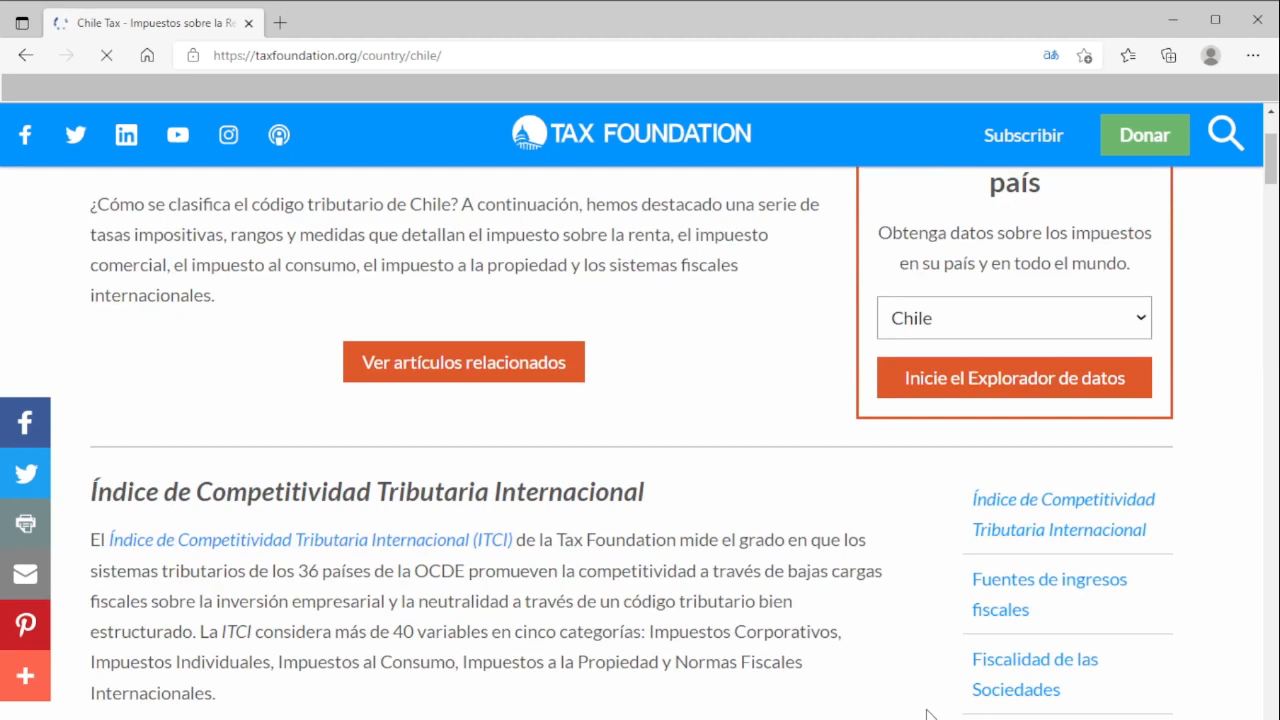 Chile Tax - Impuestos sobre la Re
https://taxfoundation.org/country/chile/
TAX FOUNDATION
Subscribir
Donar
¿Cómo se clasifica el código tributario de Chile? A continuación, hemos destacado una serie de
tasas impositivas, rangos y medidas que detallan el impuesto sobre la renta, el impuesto
comercial, el impuesto al consumo, el impuesto a la propiedad y los sistemas fiscales
internacionales.
Ver artículos relacionados
país
Obtenga datos sobre los impuestos
en su país y en todo el mundo.
Chile
Inicie el Explorador de datos
Índice de Competitividad Tributaria Internacional
El Índice de Competitividad Tributaria Internacional (ITCI) de la Tax Foundation mide el grado en que los
sistemas tributarios de los 36 países de la OCDE promueven la competitividad a través de bajas cargas
fiscales sobre la inversión empresarial y la neutralidad a través de un código tributario bien
estructurado. La ITCI considera más de 40 variables en cinco categorías: Impuestos Corporativos,
Impuestos Individuales, Impuestos al Consumo, Impuestos a la Propiedad y Normas Fiscales
Internacionales.
Índice de Competitividad
Tributaria Internacional
Fuentes de ingresos
fiscales
Fiscalidad de las
Sociedades